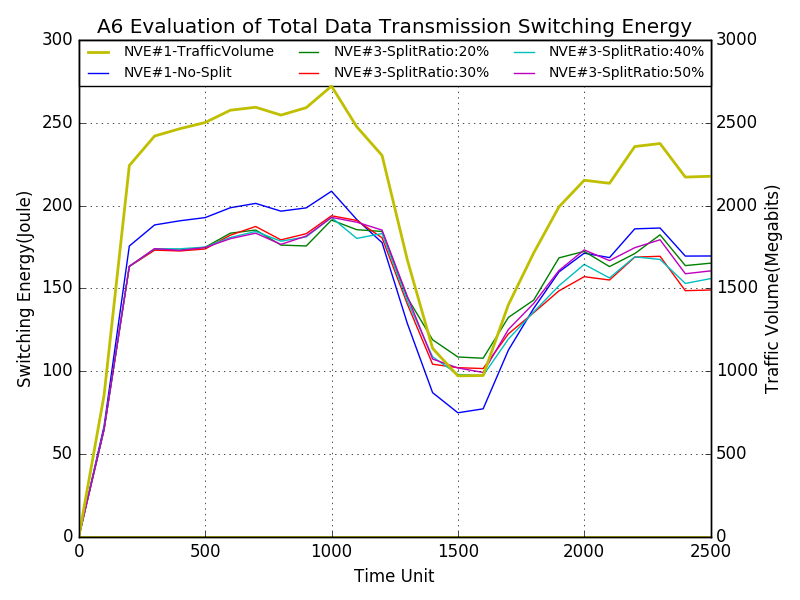 A6 Evaluation of Total Data Transmission Switching Energy
NVE#1-TrafficVolume NVE#3-SplitRatio:20% NVE#3-SplitRatio:40%
NVE#1-No-Split NVE#3-SplitRatio:30% NVE#3-SplitRatio:50%
300 3000
250 2500
200 2000
150 1500
100 1000
50 500
0 0
Switching Energy(Joule)
Traffic Volume(Megabits)
0 500 1000 1500 2000 2500
Time Unit